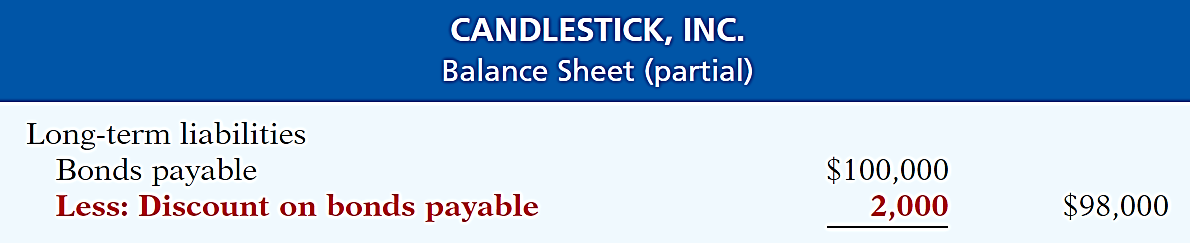 CANDLESTICK, INC.
Balance Sheet (partial)
Long-term liabilities
Bonds payable $100,000
Less: Discount on bonds payable 2,000 $98,000